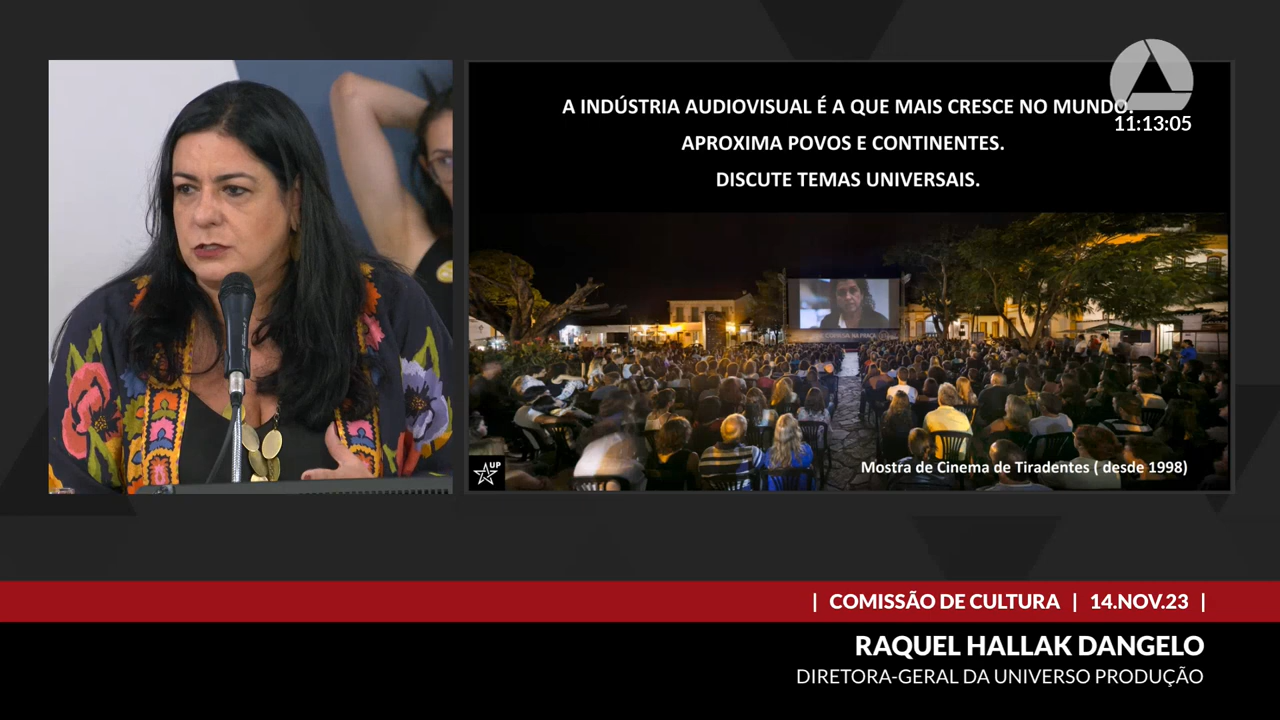 A INDÚSTRIA AUDIOVISUAL É A QUE MAIS CRESCE NO MUNDO.
11:13:05
APROXIMA POVOS E CONTINENTES.
DISCUTE TEMAS UNIVERSAIS.
UP
Mostra de Cinema de Tiradentes ( desde 1998)
| COMISSÃO DE CULTURA | 14.NOV.23 |
RAQUEL HALLAK DANGELO
DIRETORA-GERAL DA UNIVERSO PRODUÇÃO